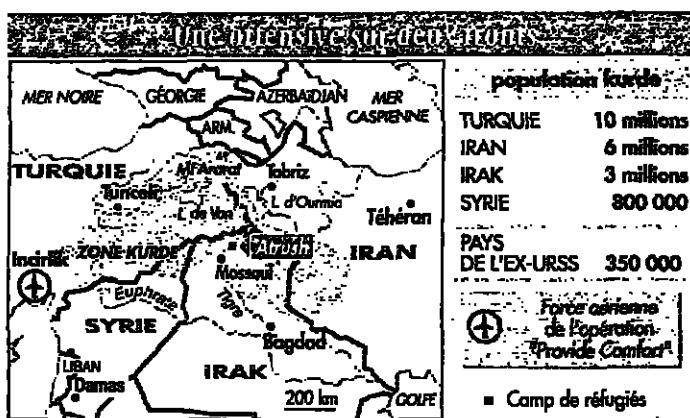 Une offensive sur deux fronts
MER NOIRE
GÉORGIE
AZERBAÏDJAN
MER
CASPIENNE
ARM.
TURQUIE
Mt Ararat
Tabriz
Tunceli
L. de Van
L. d'Ourmia
Téhéran
ZONE KURDE
IRAN
Incirlik
Mossoul
Euphrate
Tigre
SYRIE
Bagdad
LIBAN
Damas
IRAK
200 km
GOLFE
population kurde
TURQUIE 10 millions
IRAN 6 millions
IRAK 3 millions
SYRIE 800 000
PAYS
DE L'EX-URSS 350 000
Force aérienne
de l'opération
"Provide Comfort"
Camp de réfugiés